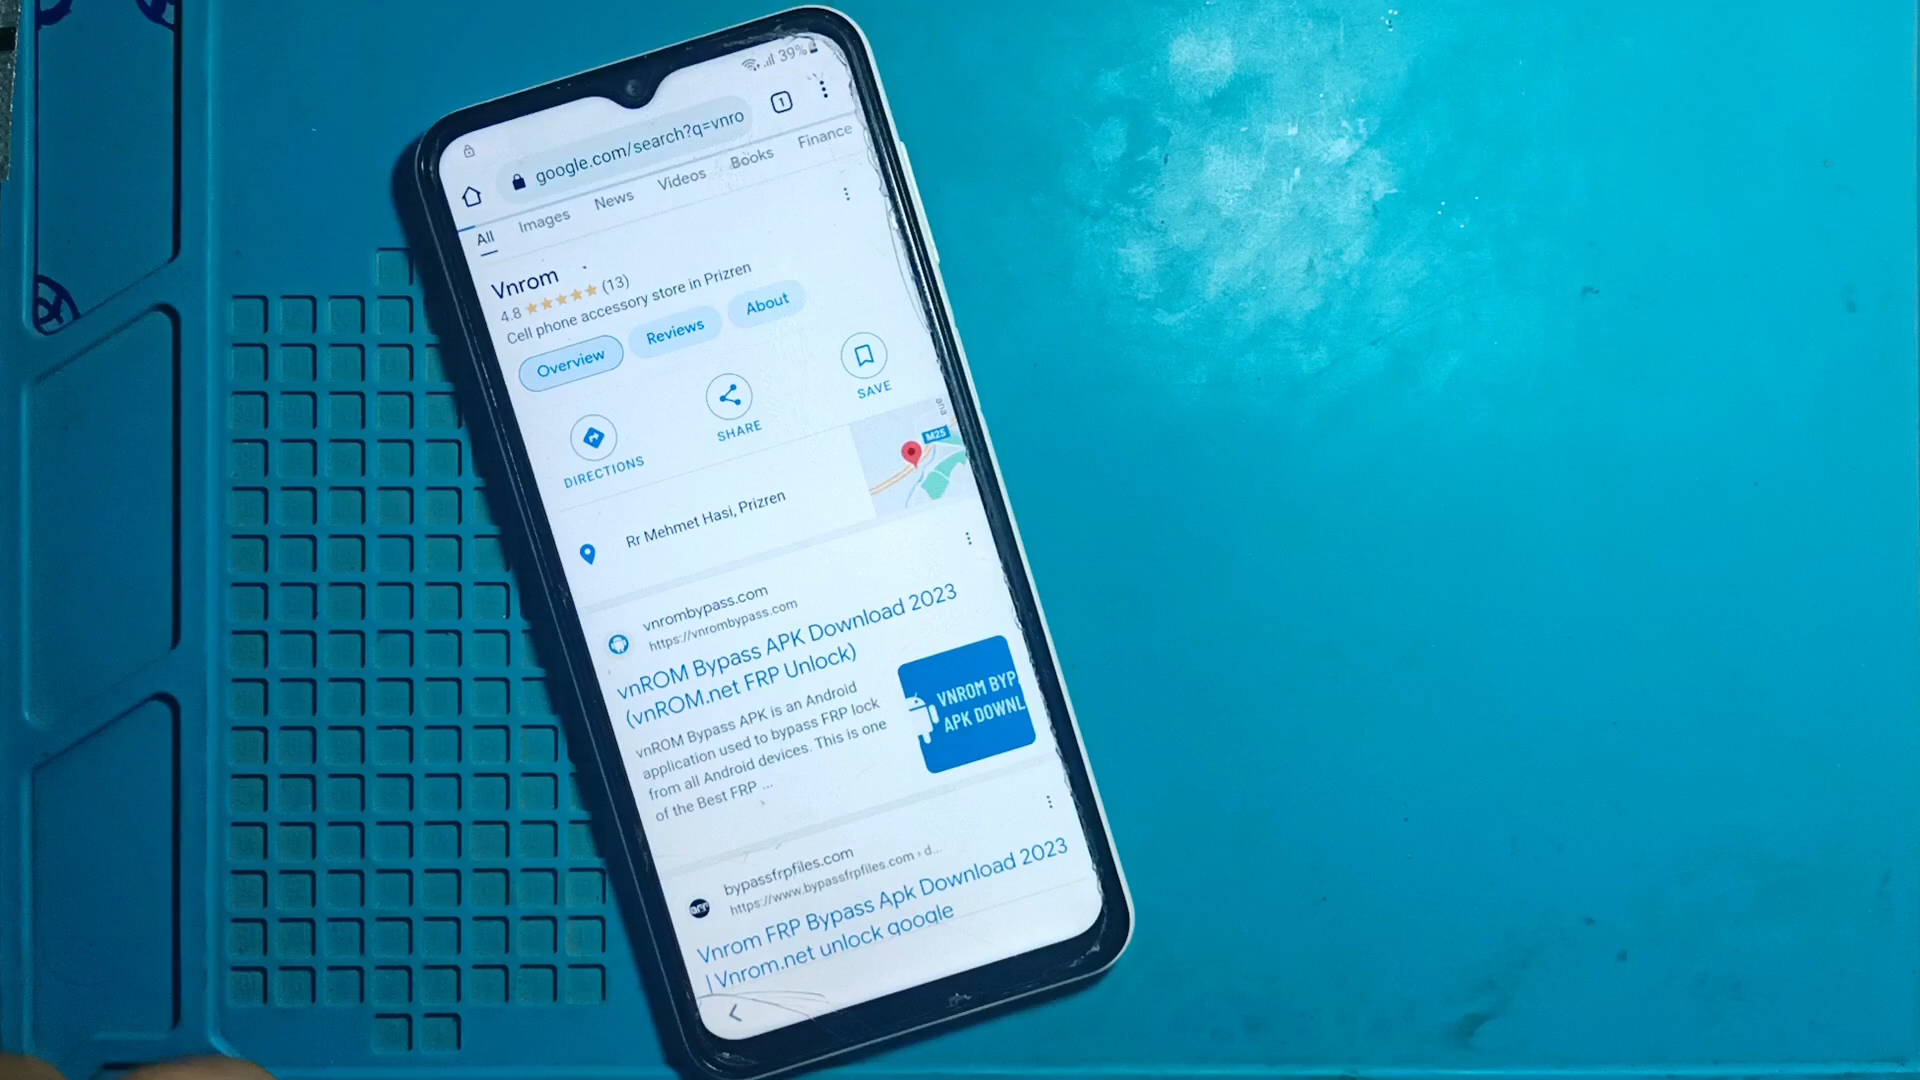 39%
google.com/search?q=vnro
1
All Images News Videos Books Finance
Vnrom
4.8 (13)
Cell phone accessory store in Prizren
Overview Reviews About
DIRECTIONS SHARE SAVE
ana
M25
Rr Mehmet Hasi, Prizren
vnrombypass.com
https://vnrombypass.com
vnROM Bypass APK Download 2023
(vnROM.net FRP Unlock)
vnROM Bypass APK is an Android
application used to bypass FRP lock
from all Android devices. This is one
of the Best FRP ...
VNROM BYP
APK DOWNL
bypassfrpfiles.com
https://www.bypassfrpfiles.com › d...
Vnrom FRP Bypass Apk Download 2023
| Vnrom.net unlock google